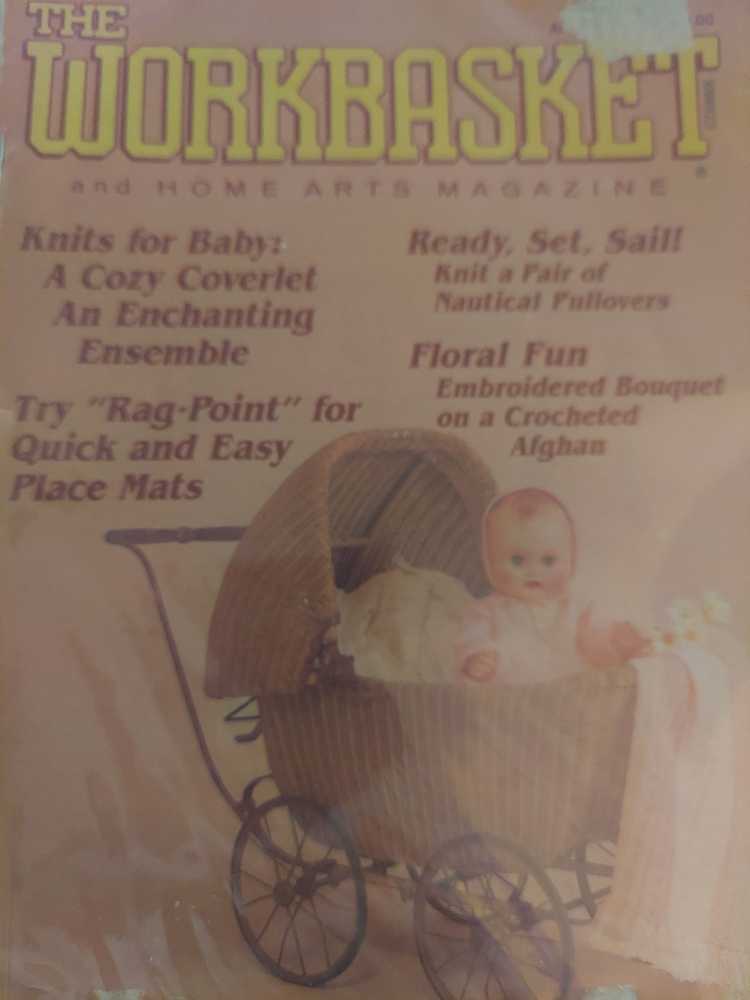 THE
WORKBASKET
and HOME ARTS MAGAZINE
Knits for Baby:
A Cozy Coverlet
An Enchanting
Ensemble
Try "Rag-Point" for
Quick and Easy
Place Mats
Ready, Set, Sail!
Knit a Pair of
Nautical Pullovers
Floral Fun
Embroidered Bouquet
on a Crocheted
Afghan